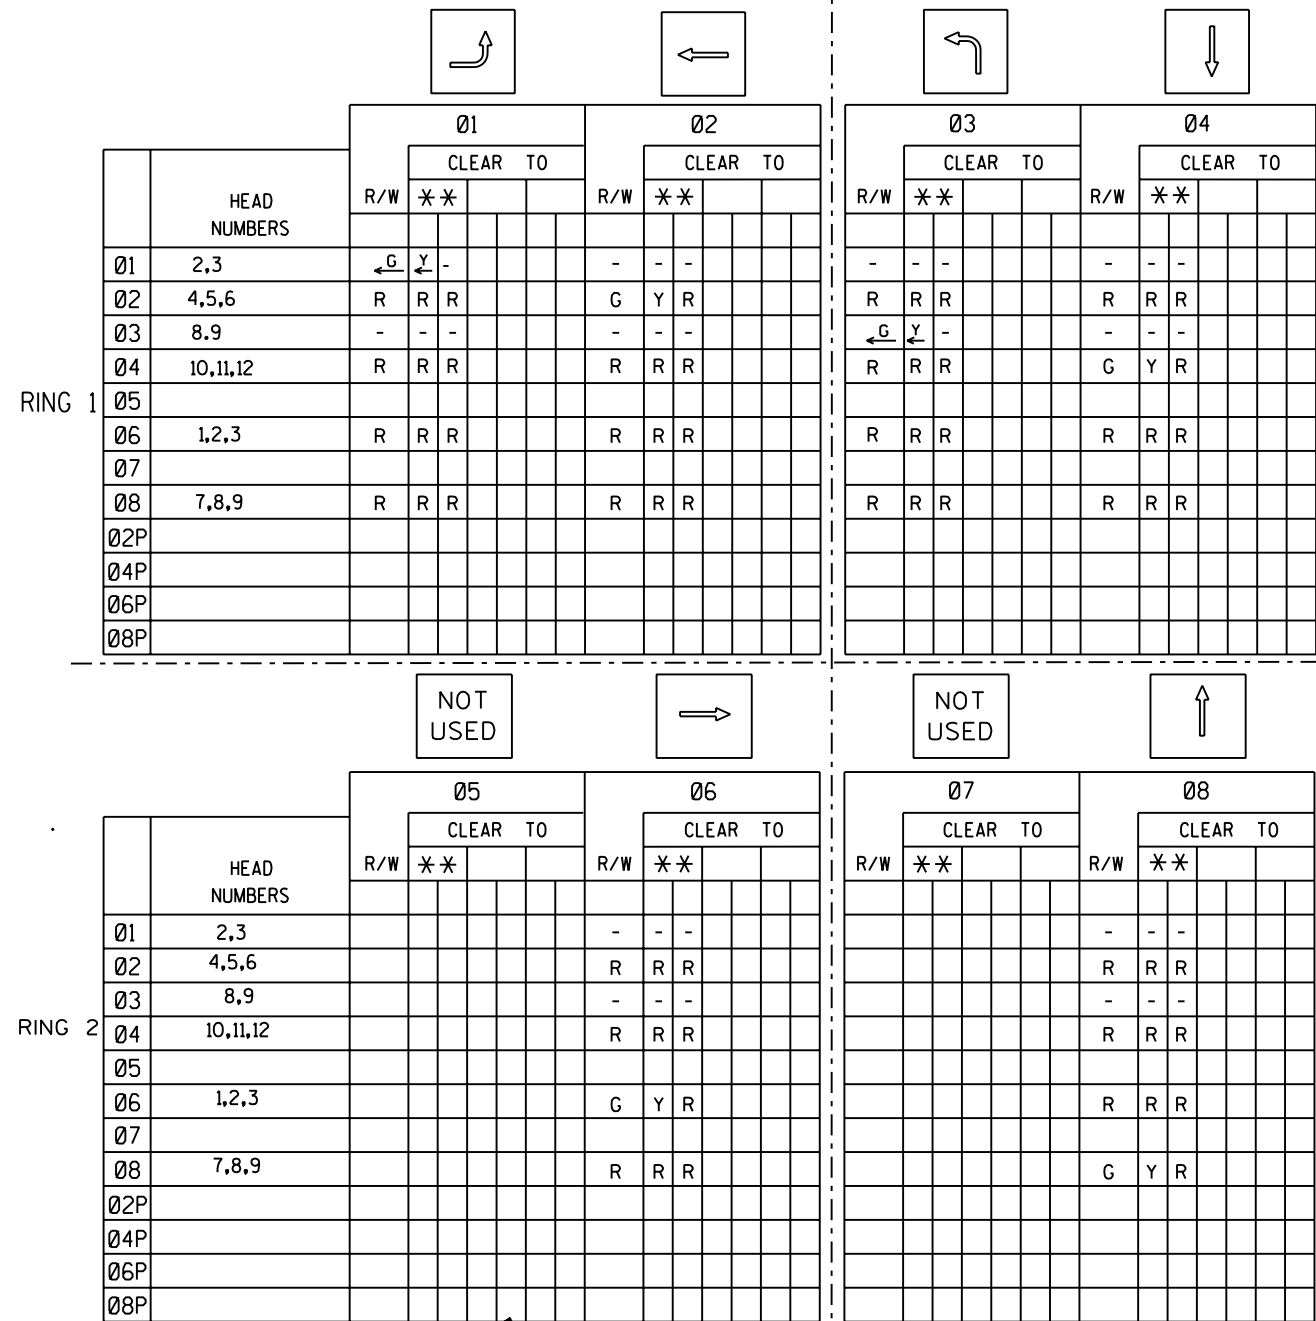 Ø1 Ø2 Ø3 Ø4
CLEAR TO CLEAR TO CLEAR TO CLEAR TO
HEAD NUMBERS R/W ** R/W ** R/W ** R/W **
Ø1 2,3 G Y - - - - - - - - - -
Ø2 4,5,6 R R R G Y R R R R R R R
Ø3 8.9 - - - - - - G Y - - - -
Ø4 10,11,12 R R R R R R R R R G Y R
RING 1 Ø5
Ø6 1,2,3 R R R R R R R R R R R R
Ø7
Ø8 7,8,9 R R R R R R R R R R R R
Ø2P
Ø4P
Ø6P
Ø8P
NOT USED NOT USED
Ø5 Ø6 Ø7 Ø8
CLEAR TO CLEAR TO CLEAR TO CLEAR TO
HEAD NUMBERS R/W ** R/W ** R/W ** R/W **
Ø1 2,3 - - - - - -
Ø2 4,5,6 R R R R R R
Ø3 8,9 - - - - - -
RING 2 Ø4 10,11,12 R R R R R R
Ø5
Ø6 1,2,3 G Y R R R R
Ø7
Ø8 7,8,9 R R R G Y R
Ø2P
Ø4P
Ø6P
Ø8P